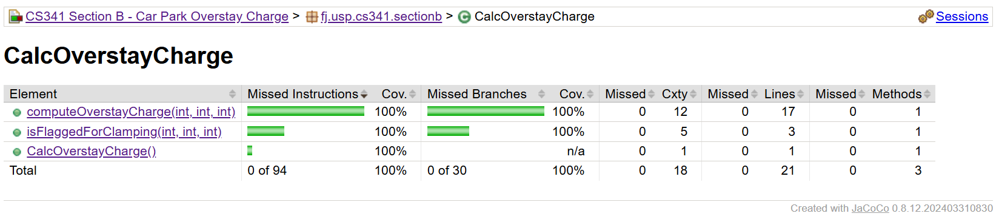 CS341 Section B - Car Park Overstay Charge > fj.usp.cs341.sectionb > CalcOverstayCharge Sessions
CalcOverstayCharge
Element Missed Instructions Cov. Missed Branches Cov. Missed Cxty Missed Lines Missed Methods
computeOverstayCharge(int, int, int) 100% 100% 0 12 0 17 0 1
isFlaggedForClamping(int, int, int) 100% 100% 0 5 0 3 0 1
CalcOverstayCharge() 100% n/a 0 1 0 1 0 1
Total 0 of 94 100% 0 of 30 100% 0 18 0 21 0 3
Created with JaCoCo 0.8.12.202403310830